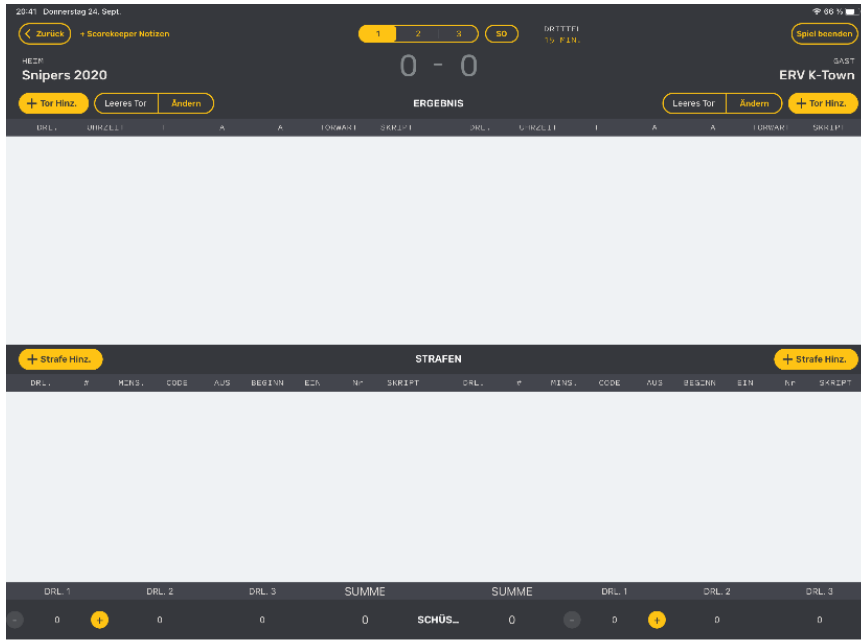 20:41 Donnerstag 24. Sept. 66 %
Zurück + Scorekeeper Notizen 1 2 3 SO DRITTEL Spiel beenden
15 MIN.
HEIM 0 - 0 GAST
Snipers 2020 ERV K-Town
+ Tor Hinz. Leeres Tor Ändern ERGEBNIS Leeres Tor Ändern + Tor Hinz.
DRL. UHRZEIT T A A TORWART SKRIPT DRL. UHRZEIT T A A TORWART SKRIPT
+ Strafe Hinz. STRAFEN + Strafe Hinz.
DRL. # MINS. CODE AUS BEGINN EIN Nr SKRIPT DRL. # MINS. CODE AUS BEGINN EIN Nr SKRIPT
DRL. 1 DRL. 2 DRL. 3 SUMME SUMME DRL. 1 DRL. 2 DRL. 3
- 0 + 0 0 0 SCHÜS... 0 - 0 + 0 0